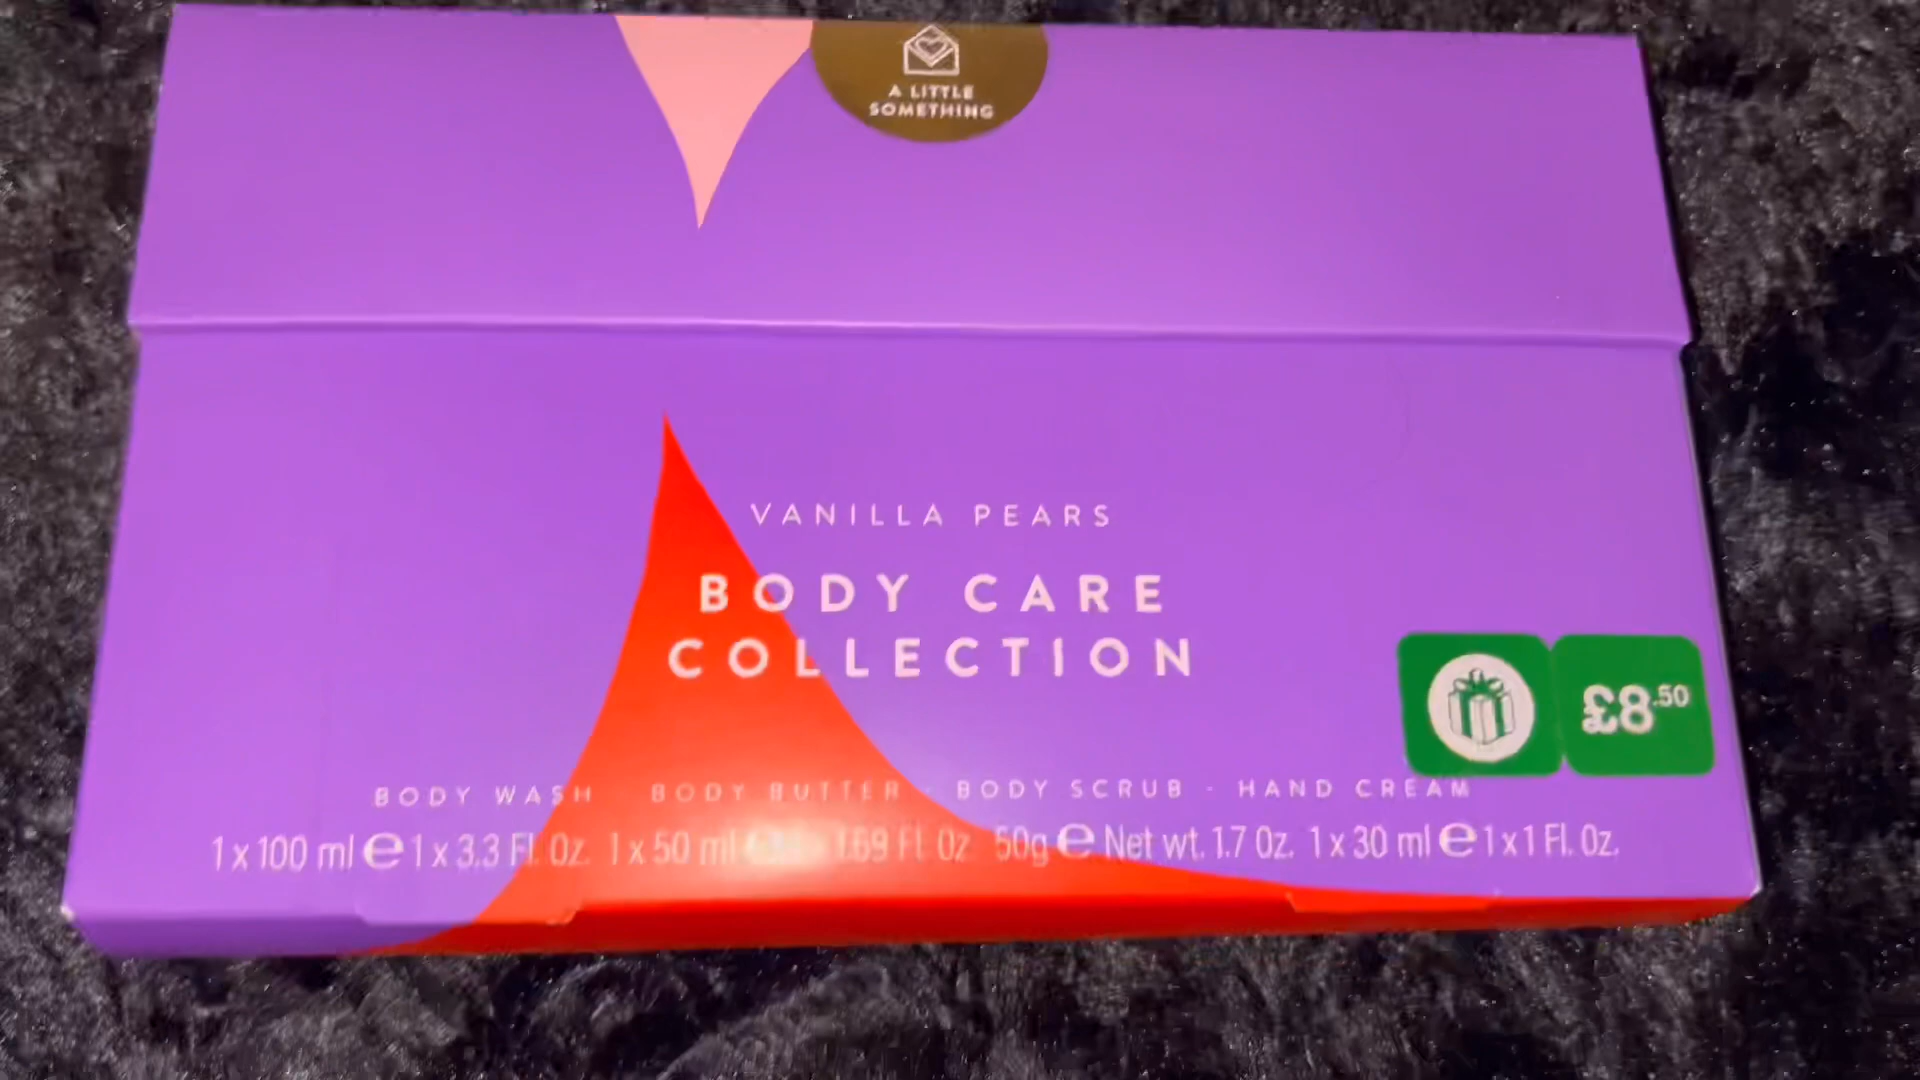 A LITTLE
SOMETHING
VANILLA PEARS
BODY CARE
COLLECTION
£8.50
BODY WASH BODY BUTTER - BODY SCRUB - HAND CREAM
1 x 100 ml e 1 x 3.3 Fl. Oz. 1 x 50 ml 1.69 Fl. Oz 50g e Net wt. 1.7 Oz. 1 x 30 ml e 1 x 1 Fl. Oz.